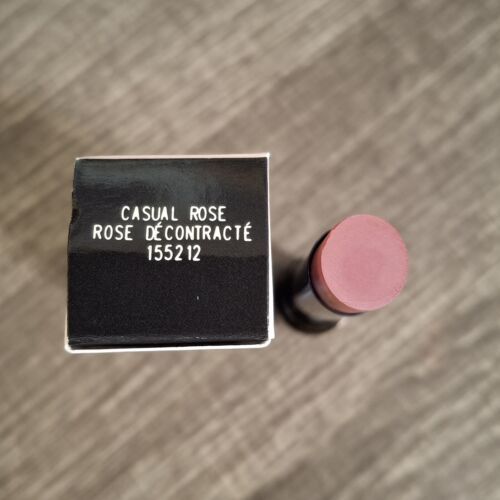 CASUAL ROSE
ROSE DÉCONTRACTÉ
155212